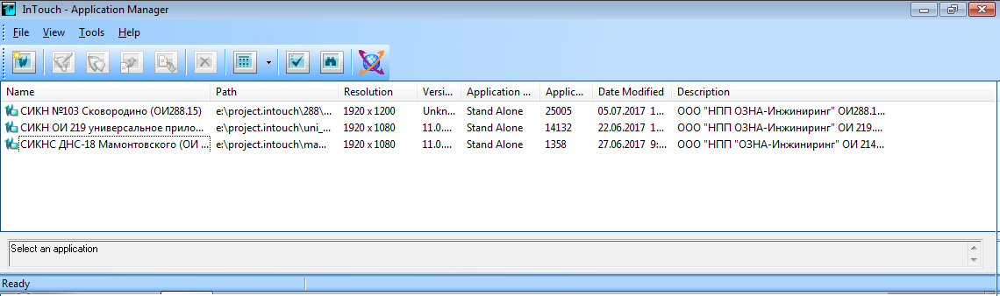 InTouch - Application Manager
File View Tools Help
Name Path Resolution Versi... Application ... Applic... Date Modified Description
СИКН №103 Сковородино (ОИ288.15) e:\project.intouch\288\... 1920 x 1200 Unkn... Stand Alone 25005 05.07.2017 1... ООО "НПП ОЗНА-Инжиниринг" ОИ288.1...
СИКН ОИ 219 универсальное прило... e:\project.intouch\uni_... 1920 x 1080 11.0.... Stand Alone 14132 22.06.2017 1... ООО "НПП ОЗНА-Инжиниринг" ОИ 219....
СИКНС ДНС-18 Мамонтовского (ОИ ... e:\project.intouch\ma... 1920 x 1080 11.0.... Stand Alone 1358 27.06.2017 9:... ООО "НПП "ОЗНА-Инжиниринг" ОИ 214...
Select an application
Ready